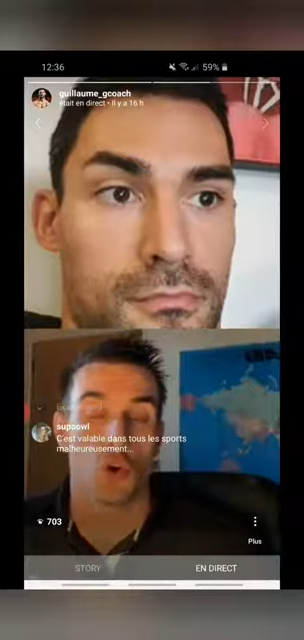 12:36
59%
guillaume_gcoach
était en direct • Il y a 16 h
supoowl
C'est valable dans tous les sports
malheureusement...
703
Plus
STORY
EN DIRECT